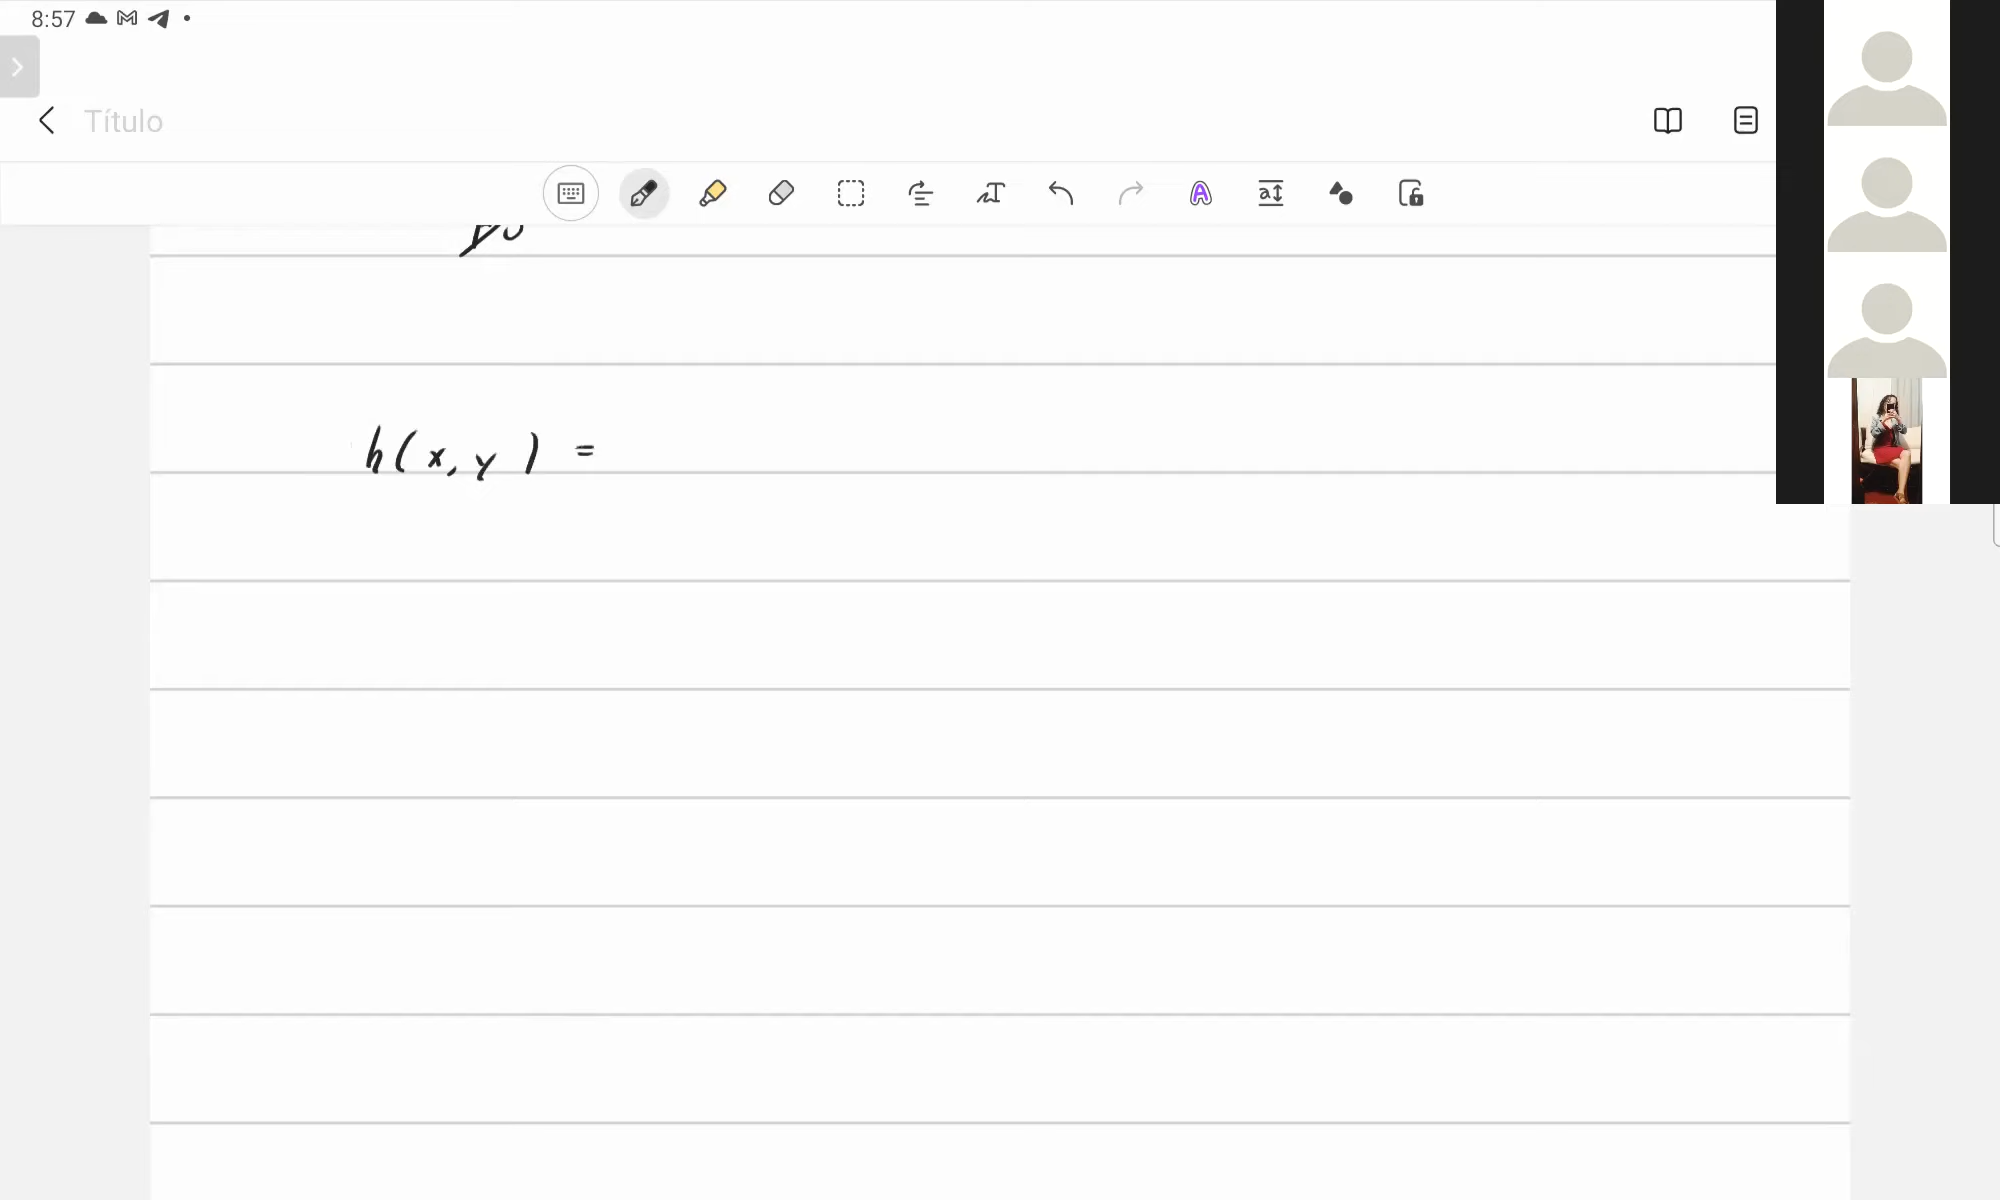 8:57
Título
h(x, y) =